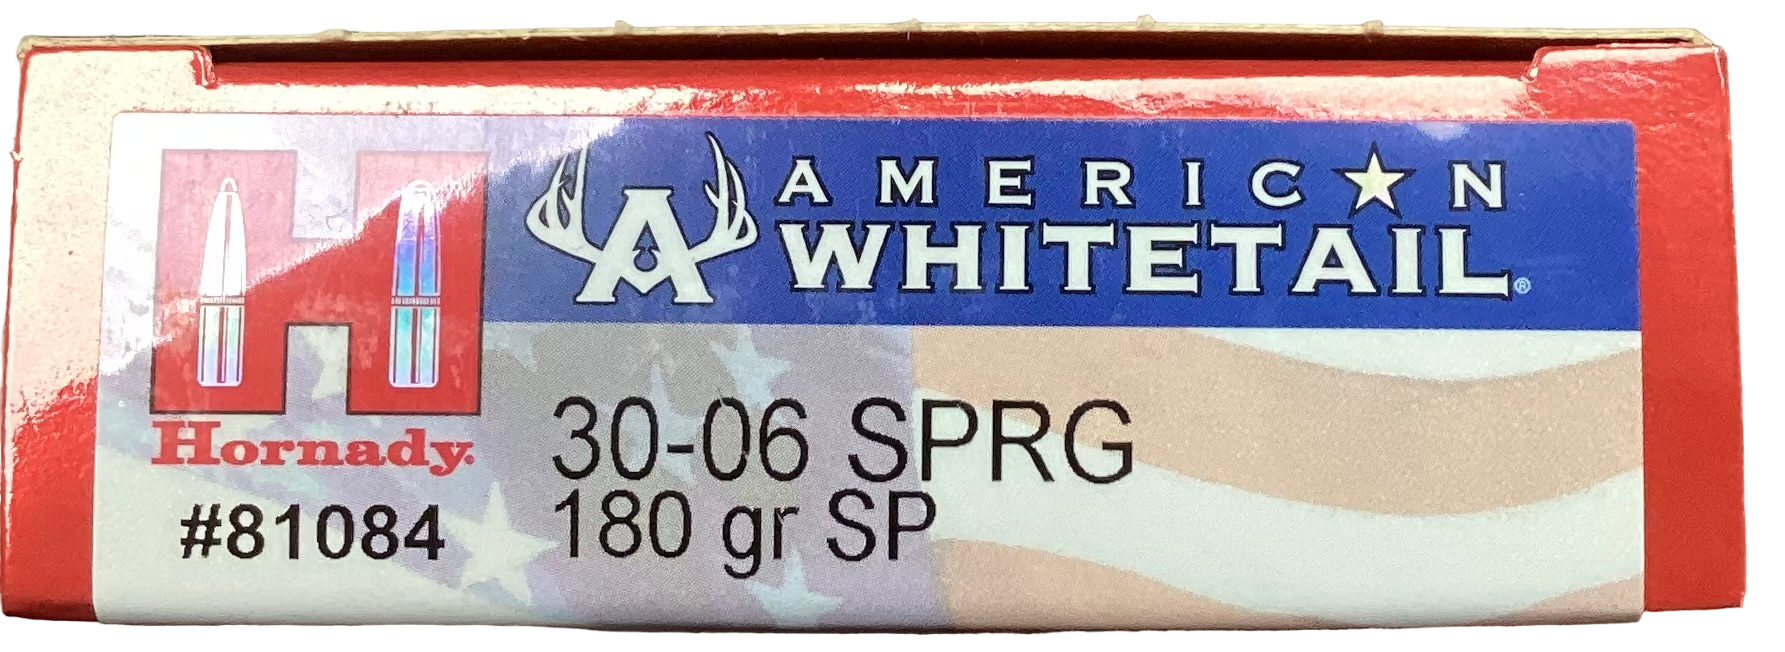 AMERICAN
WHITETAIL®
Hornady.
#81084
30-06 SPRG
180 gr SP